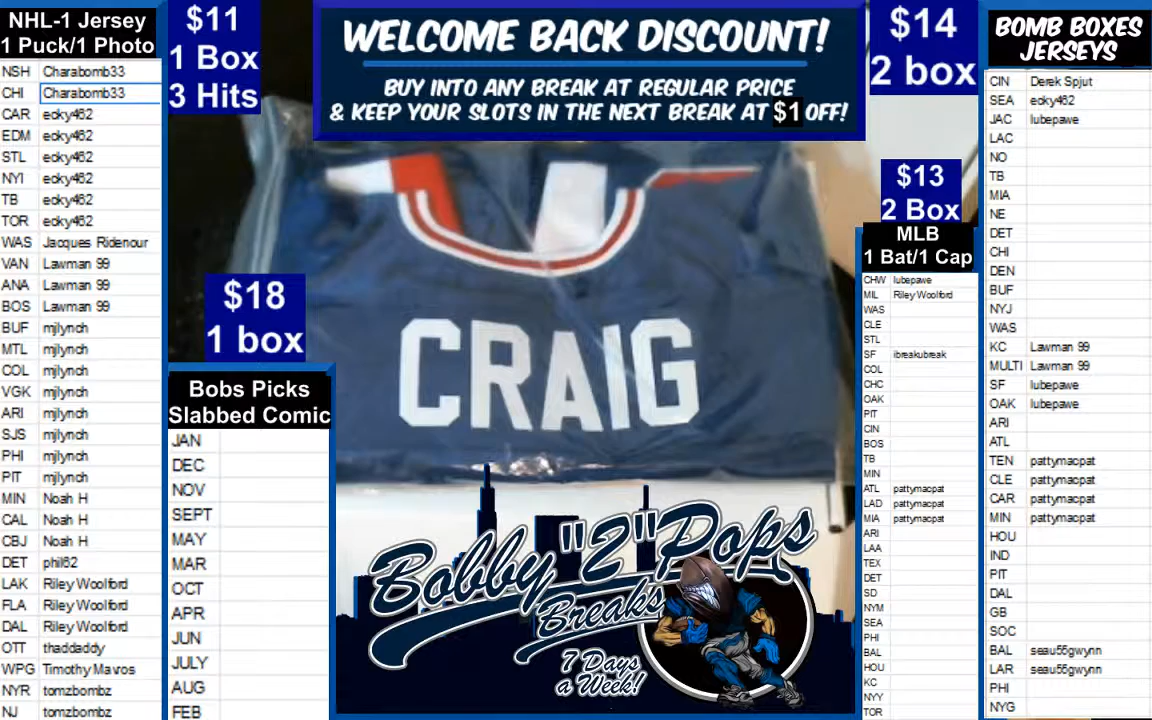 NHL-1 Jersey
1 Puck/1 Photo
NSH Charabomb33
CHI Charabomb33
CAR ecky462
EDM ecky462
STL ecky462
NYI ecky462
TB ecky462
TOR ecky462
WAS Jacques Ridenour
VAN Lawman 99
ANA Lawman 99
BOS Lawman 99
BUF mjlynch
MTL mjlynch
COL mjlynch
VGK mjlynch
ARI mjlynch
SJS mjlynch
PHI mjlynch
PIT mjlynch
MIN Noah H
CAL Noah H
CBJ Noah H
DET phil62
LAK Riley Woolford
FLA Riley Woolford
DAL Riley Woolford
OTT thaddaddy
WPG Timothy Mavros
NYR tomzbombz
NJ tomzbombz
$11
1 Box
3 Hits
WELCOME BACK DISCOUNT!
BUY INTO ANY BREAK AT REGULAR PRICE
& KEEP YOUR SLOTS IN THE NEXT BREAK AT $1 OFF!
$18
1 box
Bobs Picks
Slabbed Comic
JAN
DEC
NOV
SEPT
MAY
MAR
OCT
APR
JUN
JULY
AUG
FEB
CRAIG
Bobby "2" Pops
Breaks
7 Days
a Week!
$14
2 box
$13
2 Box
MLB
1 Bat/1 Cap
CHW lubepawe
MIL Riley Woolford
WAS
CLE
STL
SF ibreakubreak
COL
CHC
OAK
PIT
CIN
BOS
TB
MIN
ATL pattymacpat
LAD pattymacpat
MIA pattymacpat
ARI
LAA
TEX
DET
SD
NYM
SEA
PHI
BAL
HOU
KC
NYY
TOR
BOMB BOXES
JERSEYS
CIN Derek Spjut
SEA ecky462
JAC lubepawe
LAC
NO
TB
MIA
NE
DET
CHI
DEN
BUF
NYJ
WAS
KC Lawman 99
MULTI Lawman 99
SF lubepawe
OAK lubepawe
ARI
ATL
TEN pattymacpat
CLE pattymacpat
CAR pattymacpat
MIN pattymacpat
HOU
IND
PIT
DAL
GB
SOC
BAL seau55gwynn
LAR seau55gwynn
PHI
NYG